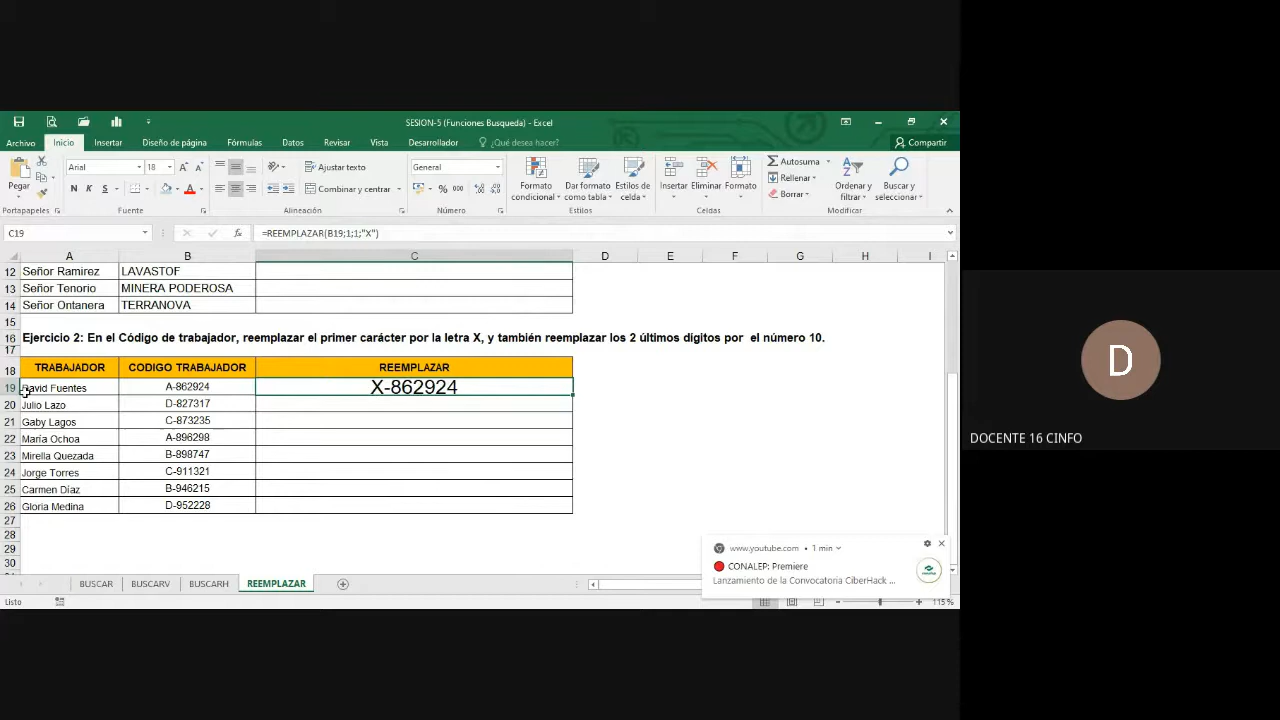 SESION-5 (Funciones Busqueda) - Excel
Archivo Inicio Insertar Diseño de página Fórmulas Datos Revisar Vista Desarrollador ¿Qué desea hacer? Compartir
Pegar
Arial 18
N K S
Ajustar texto
Combinar y centrar
General
% 000
Formato condicional
Dar formato como tabla
Estilos de celda
Insertar Eliminar Formato
Autosuma
Rellenar
Borrar
Ordenar y filtrar
Buscar y seleccionar
Portapapeles Fuente Alineación Número Estilos Celdas Modificar
C19 fx =REEMPLAZAR(B19;1;1;"X")
A B C D E F G H I
12 Señor Ramirez LAVASTOF
13 Señor Tenorio MINERA PODEROSA
14 Señor Ontanera TERRANOVA
15
16 Ejercicio 2: En el Código de trabajador, reemplazar el primer carácter por la letra X, y también reemplazar los 2 últimos dígitos por el número 10.
17
18 TRABAJADOR CODIGO TRABAJADOR REEMPLAZAR
19 David Fuentes A-862924 X-862924
20 Julio Lazo D-827317
21 Gaby Lagos C-873235
22 María Ochoa A-896298
23 Mirella Quezada B-898747
24 Jorge Torres C-911321
25 Carmen Díaz B-946215
26 Gloria Medina D-952228
27
28
29
30
www.youtube.com • 1 min
CONALEP: Premiere
Lanzamiento de la Convocatoria CiberHack ...
BUSCAR BUSCARV BUSCARH REEMPLAZAR
Listo 115 %
D
DOCENTE 16 CINFO